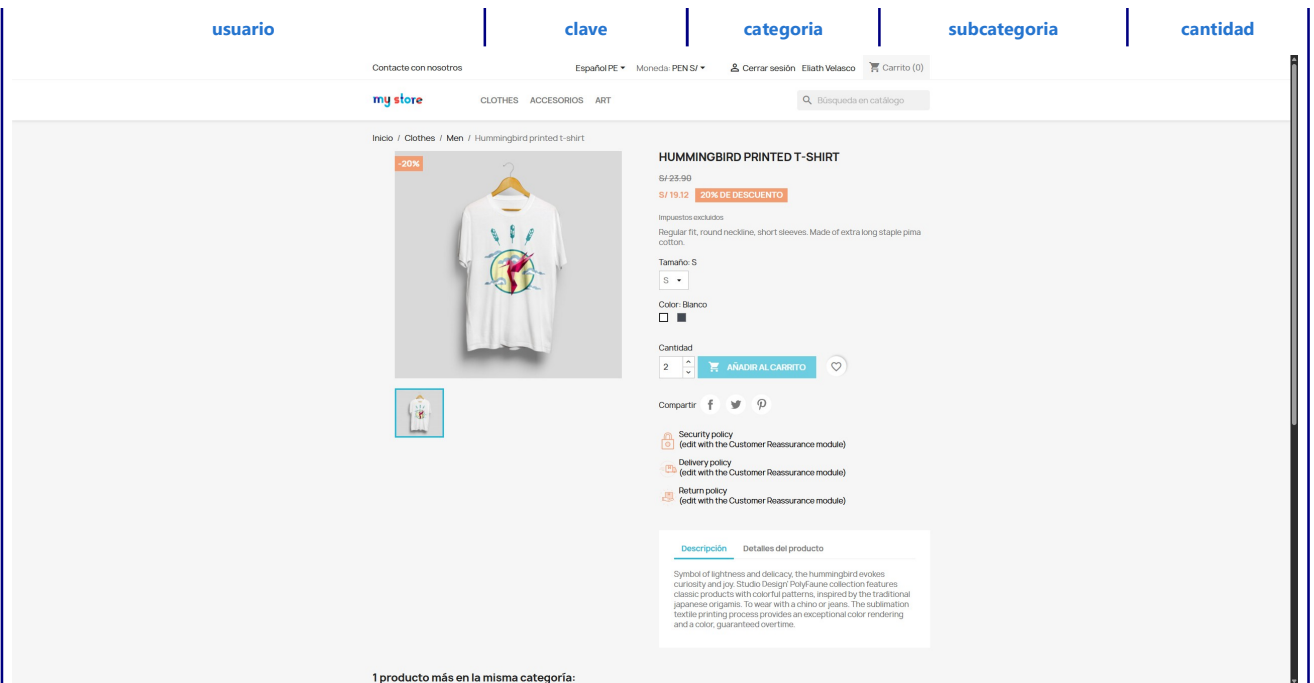 usuario clave categoria subcategoria cantidad
Contacte con nosotros Español PE Moneda: PEN S/ Cerrar sesión Eliath Velasco Carrito (0)
my store CLOTHES ACCESORIOS ART Búsqueda en catálogo
Inicio / Clothes / Men / Hummingbird printed t-shirt
-20%
HUMMINGBIRD PRINTED T-SHIRT
S/ 23.90
S/ 19.12 20% DE DESCUENTO
Impuestos excluidos
Regular fit, round neckline, short sleeves. Made of extra long staple pima
cotton.
Tamaño: S
S
Color: Blanco
Cantidad
2 AÑADIR AL CARRITO
Compartir
Security policy
(edit with the Customer Reassurance module)
Delivery policy
(edit with the Customer Reassurance module)
Return policy
(edit with the Customer Reassurance module)
Descripción Detalles del producto
Symbol of lightness and delicacy, the hummingbird evokes
curiosity and joy. Studio Design' PolyFaune collection features
classic products with colorful patterns, inspired by the traditional
japanese origamis. To wear with a chino or jeans. The sublimation
textile printing process provides an exceptional color rendering
and a color, guaranteed overtime.
1 producto más en la misma categoría: